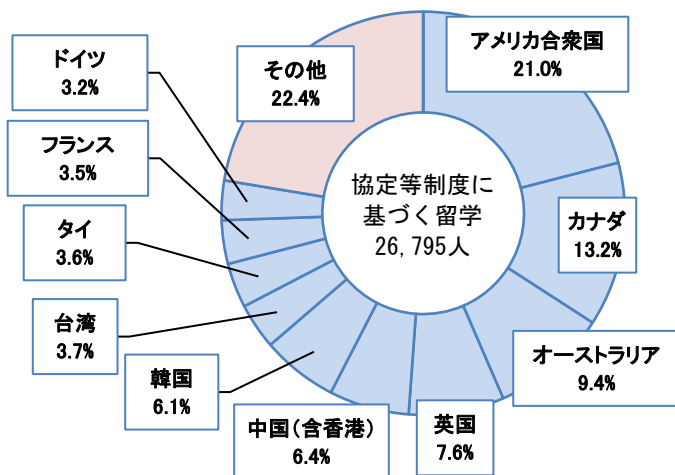 アメリカ合衆国
21.0%
カナダ
13.2%
オーストラリア
9.4%
英国
7.6%
中国(含香港)
6.4%
韓国
6.1%
台湾
3.7%
タイ
3.6%
フランス
3.5%
ドイツ
3.2%
その他
22.4%
協定等制度に
基づく留学
26,795人